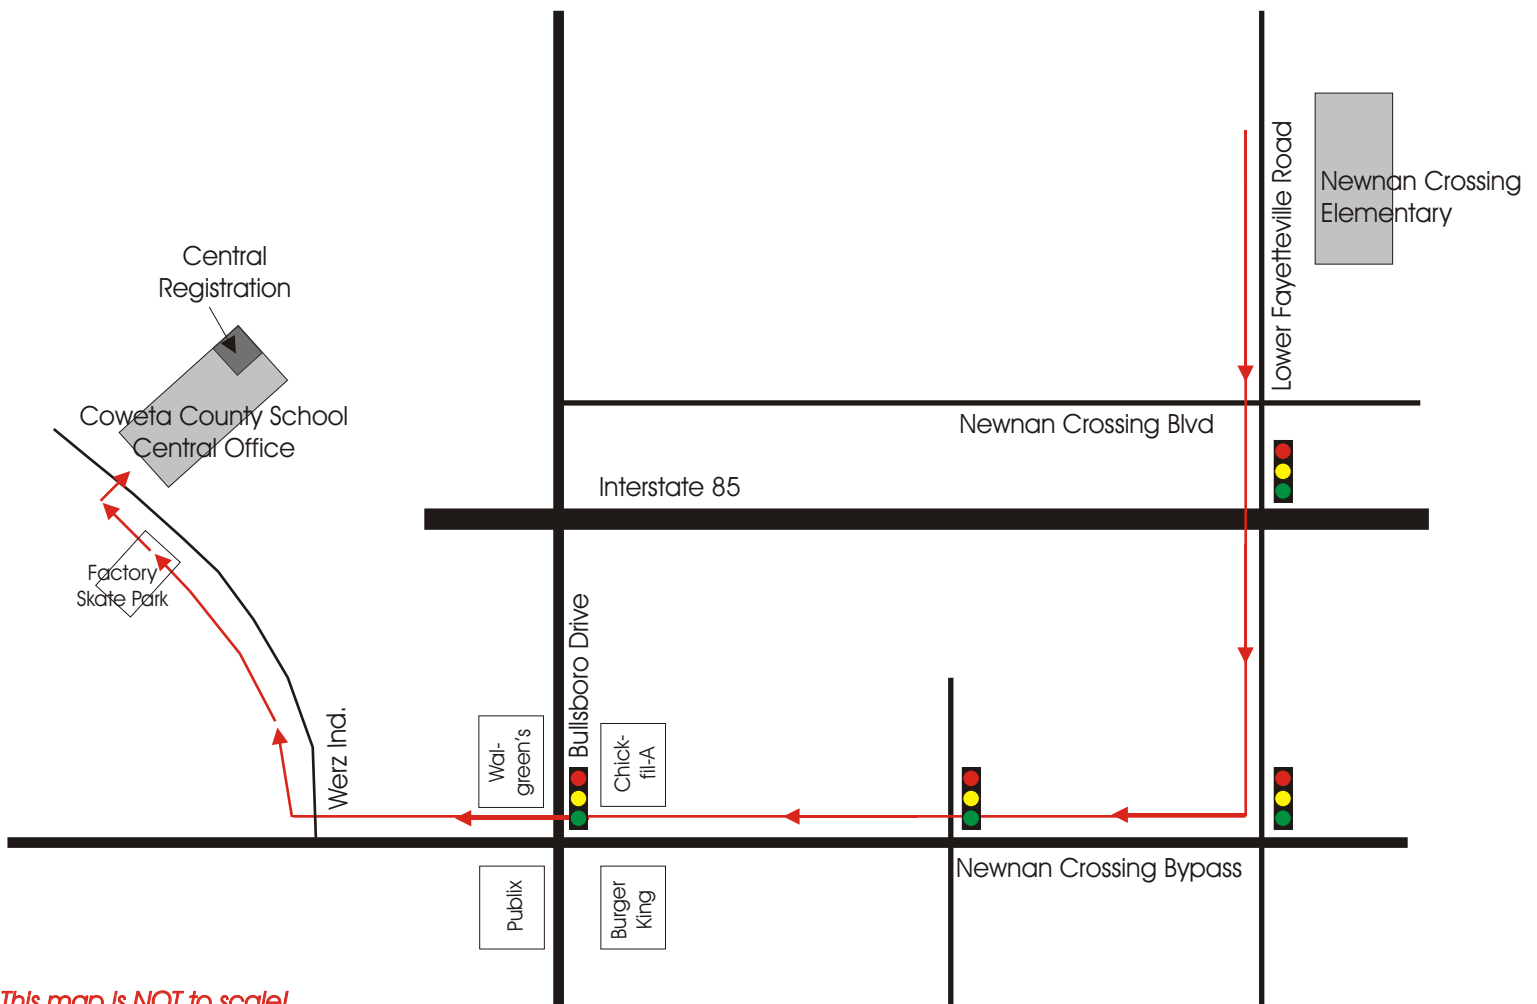 Lower Fayetteville Road
Newnan Crossing
Elementary
Central
Registration
Coweta County School
Central Office
Newnan Crossing Blvd
Interstate 85
Factory
Skate Park
Bullsboro Drive
Werz Ind.
Wal-
green's
Chick-
fil-A
Newnan Crossing Bypass
Publix
Burger
King
This map is NOT to scale!